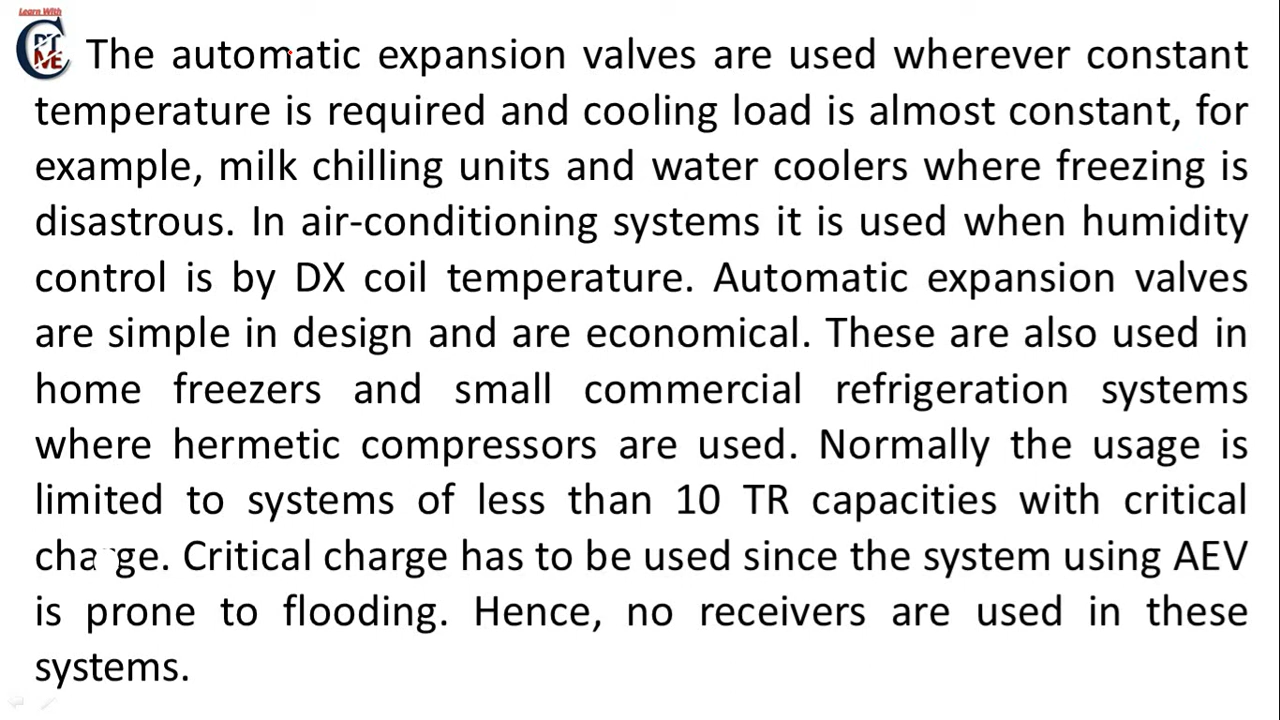 Learn With
The automatic expansion valves are used wherever constant
temperature is required and cooling load is almost constant, for
example, milk chilling units and water coolers where freezing is
disastrous. In air-conditioning systems it is used when humidity
control is by DX coil temperature. Automatic expansion valves
are simple in design and are economical. These are also used in
home freezers and small commercial refrigeration systems
where hermetic compressors are used. Normally the usage is
limited to systems of less than 10 TR capacities with critical
charge. Critical charge has to be used since the system using AEV
is prone to flooding. Hence, no receivers are used in these
systems.